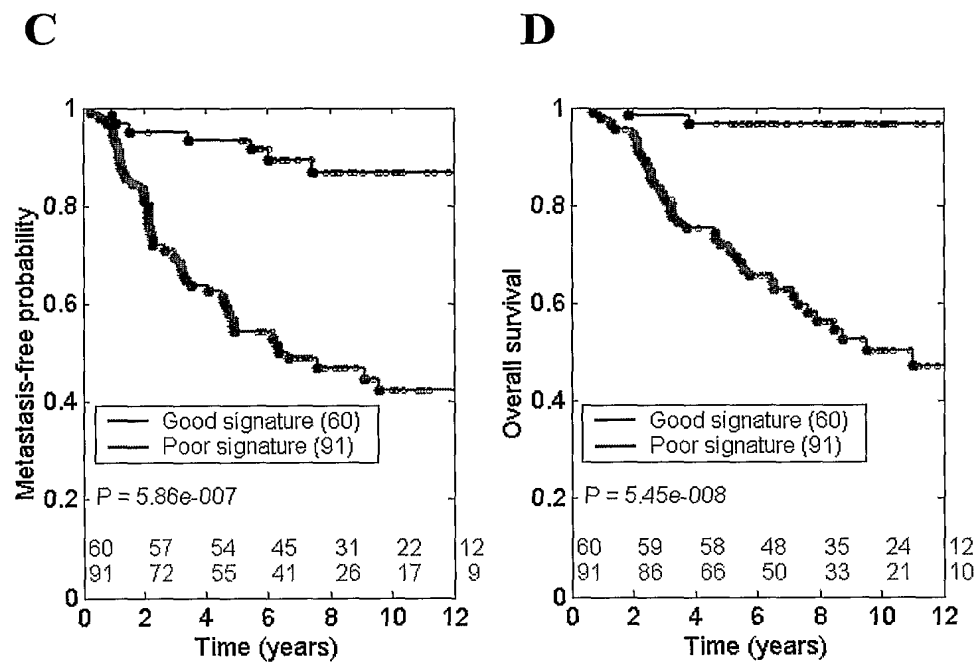 C
Metastasis-free probability
1
0.8
0.6
0.4
0.2
0
Good signature (60)
Poor signature (91)
P = 5.86e-007
60 57 54 45 31 22 12
91 72 55 41 26 17 9
0 2 4 6 8 10 12
Time (years)
D
Overall survival
1
0.8
0.6
0.4
0.2
0
Good signature (60)
Poor signature (91)
P = 5.45e-008
60 59 58 48 35 24 12
91 86 66 50 33 21 10
0 2 4 6 8 10 12
Time (years)